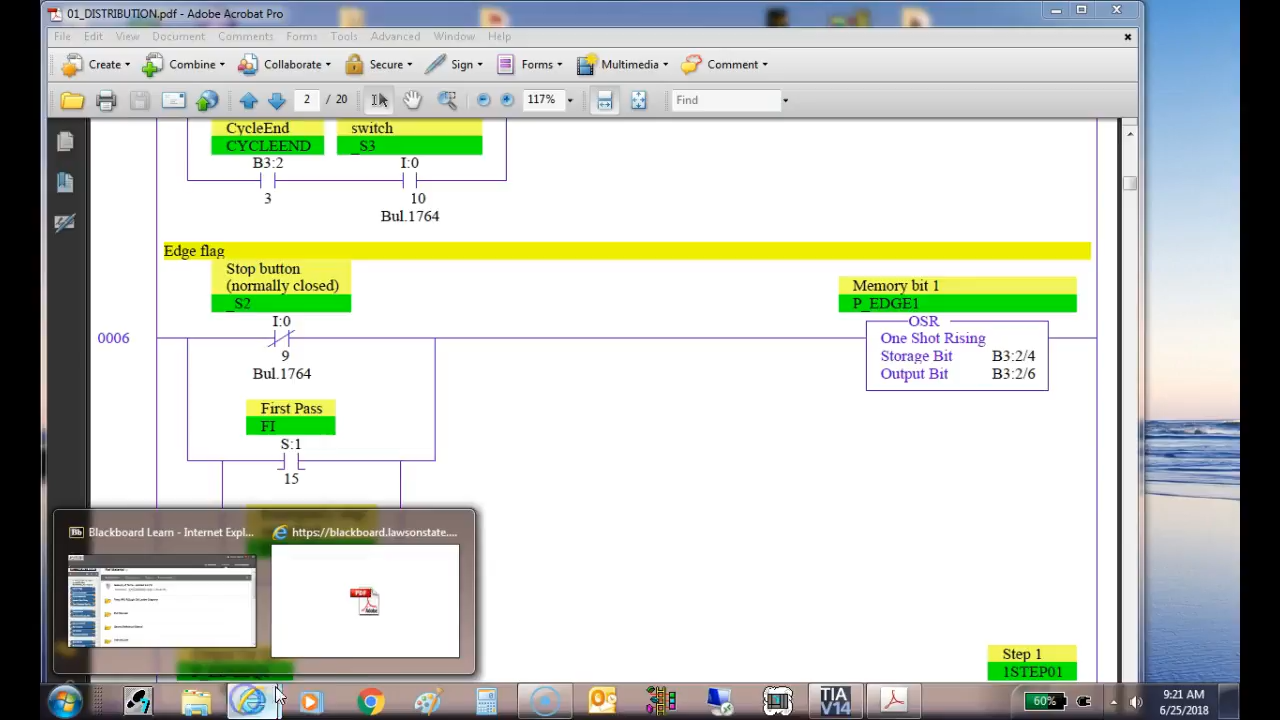 01_DISTRIBUTION.pdf - Adobe Acrobat Pro
File Edit View Document Comments Forms Tools Advanced Window Help
Create Combine Collaborate Secure Sign Forms Multimedia Comment
2 / 20 117% Find
CycleEnd switch
CYCLEEND _S3
B3:2 I:0
3 10
Bul.1764
Edge flag
Stop button
(normally closed) Memory bit 1
_S2 P_EDGE1
I:0 OSR
0006 One Shot Rising
9 Storage Bit B3:2/4
Bul.1764 Output Bit B3:2/6
First Pass
FI
S:1
15
Blackboard Learn - Internet Expl... https://blackboard.lawsonstate....
PDF
Adobe
Step 1
1STEP01
TIA
V14
60%
9:21 AM
6/25/2018